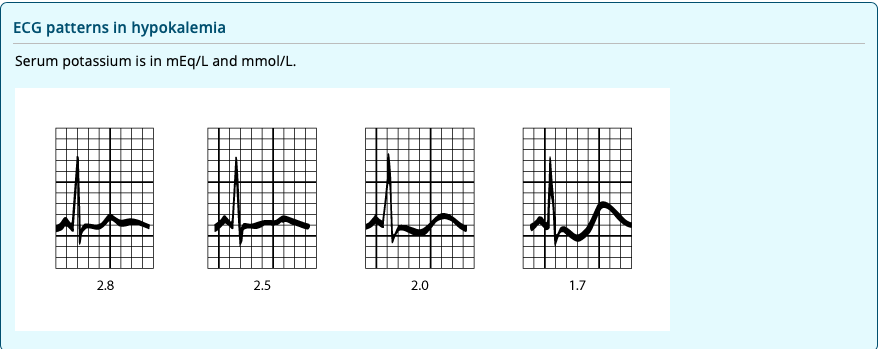 ECG patterns in hypokalemia
Serum potassium is in mEq/L and mmol/L.
2.8 2.5 2.0 1.7